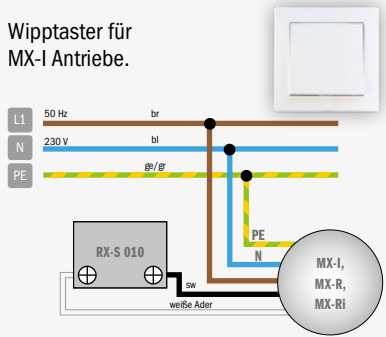 Wipptaster für
MX-I Antriebe.
L1
50 Hz
br
N
230 V
bl
PE
ge/gr
RX-S 010
PE
N
sw
weiße Ader
MX-I,
MX-R,
MX-Ri